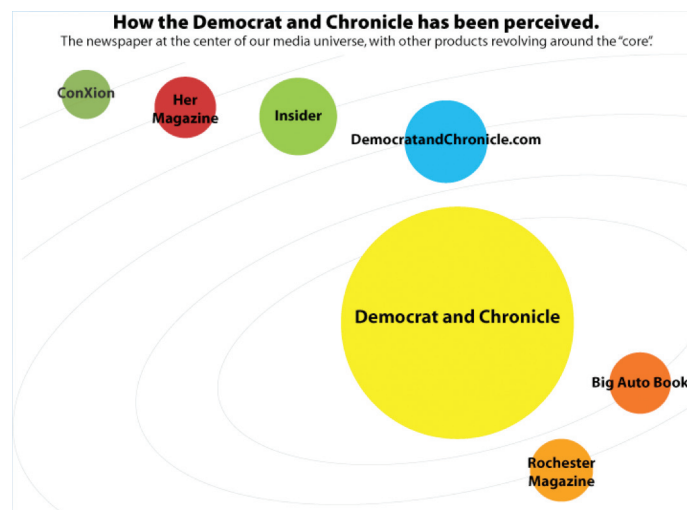 How the Democrat and Chronicle has been perceived.
The newspaper at the center of our media universe, with other products revolving around the “core”.
ConXion
Her
Magazine
Insider
DemocratandChronicle.com
Democrat and Chronicle
Big Auto Book
Rochester
Magazine